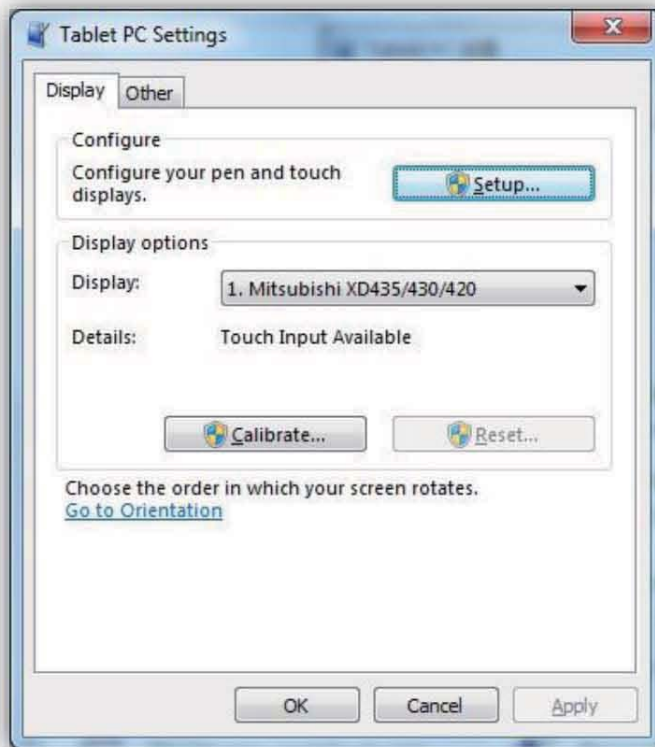 Tablet PC Settings
Display
Other
Configure
Configure your pen and touch
displays.
Setup...
Display options
Display:
1. Mitsubishi XD435/430/420
Details:
Touch Input Available
Calibrate...
Reset...
Choose the order in which your screen rotates.
Go to Orientation
OK
Cancel
Apply